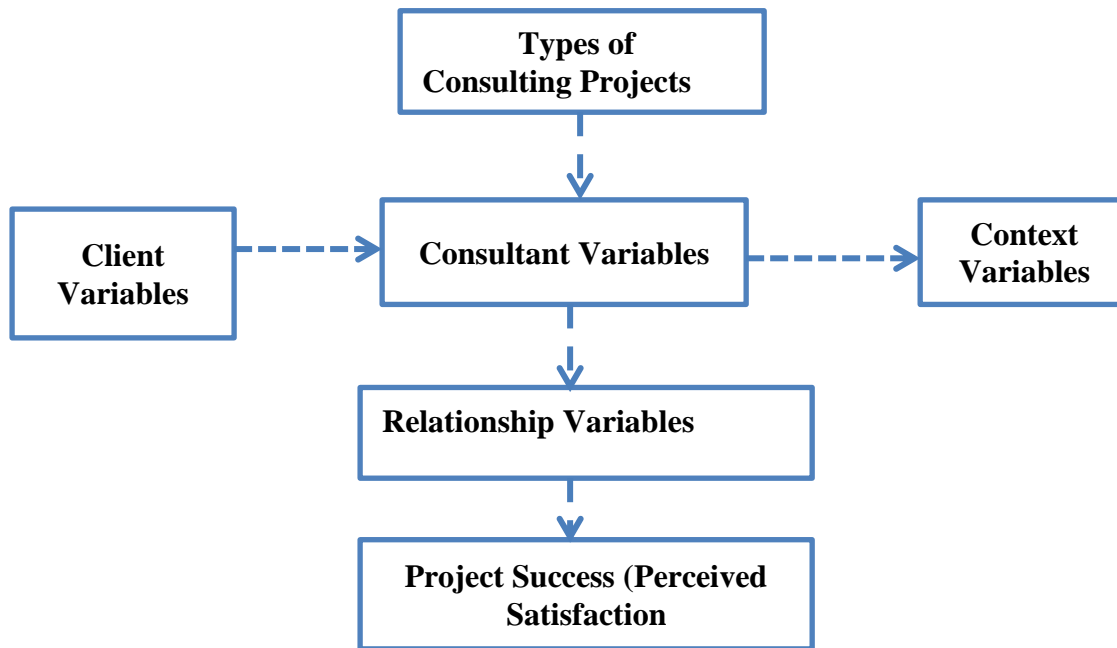 Types of
Consulting Projects
Client
Variables
Consultant Variables
Context
Variables
Relationship Variables
Project Success (Perceived
Satisfaction